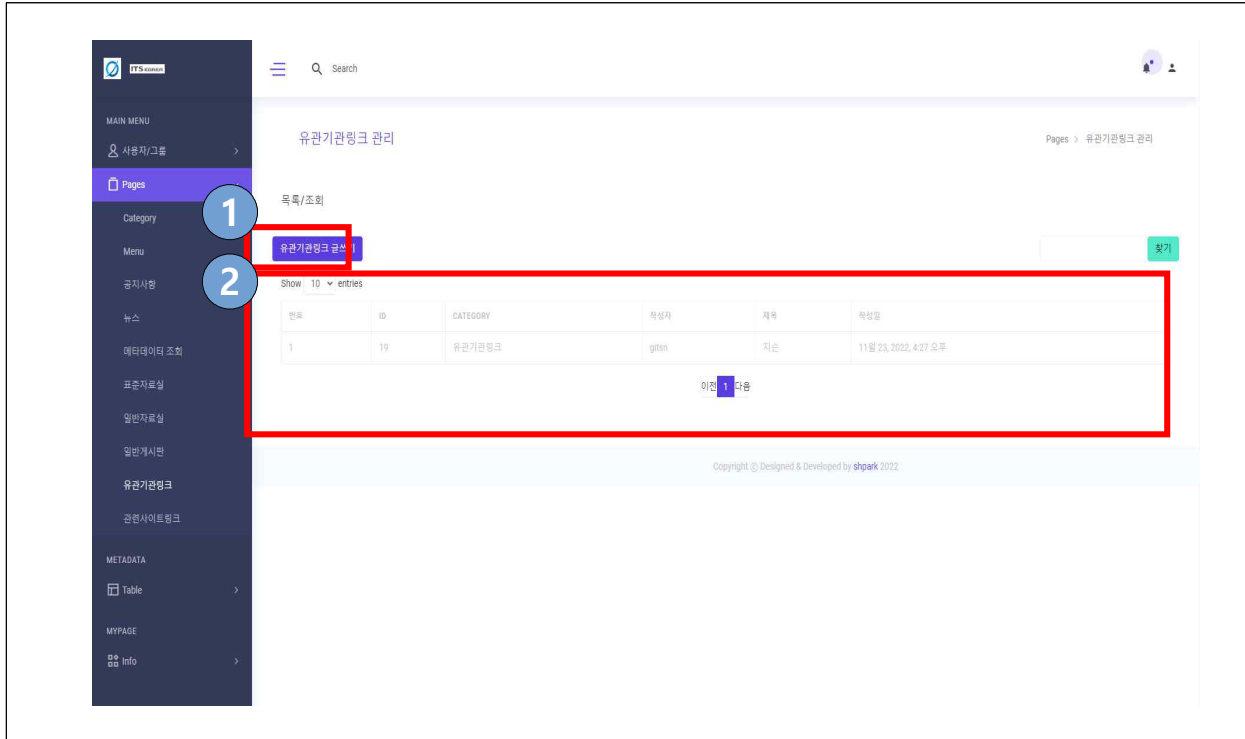 ITS KOREA
Search
MAIN MENU
사용자/그룹
Pages
Category
Menu
공지사항
뉴스
메타데이터 조회
표준자료실
일반자료실
일반게시판
유관기관링크
관련사이트링크
METADATA
Table
MYPAGE
Info
유관기관링크 관리
Pages > 유관기관링크 관리
목록/조회
1
유관기관링크 글쓰기
찾기
2
Show 10 entries
번호 ID CATEGORY 작성자 제목 작성일
1 19 유관기관링크 gitsn 지슨 11월 23, 2022, 4:27 오후
이전 1 다음
Copyright © Designed & Developed by shpark 2022